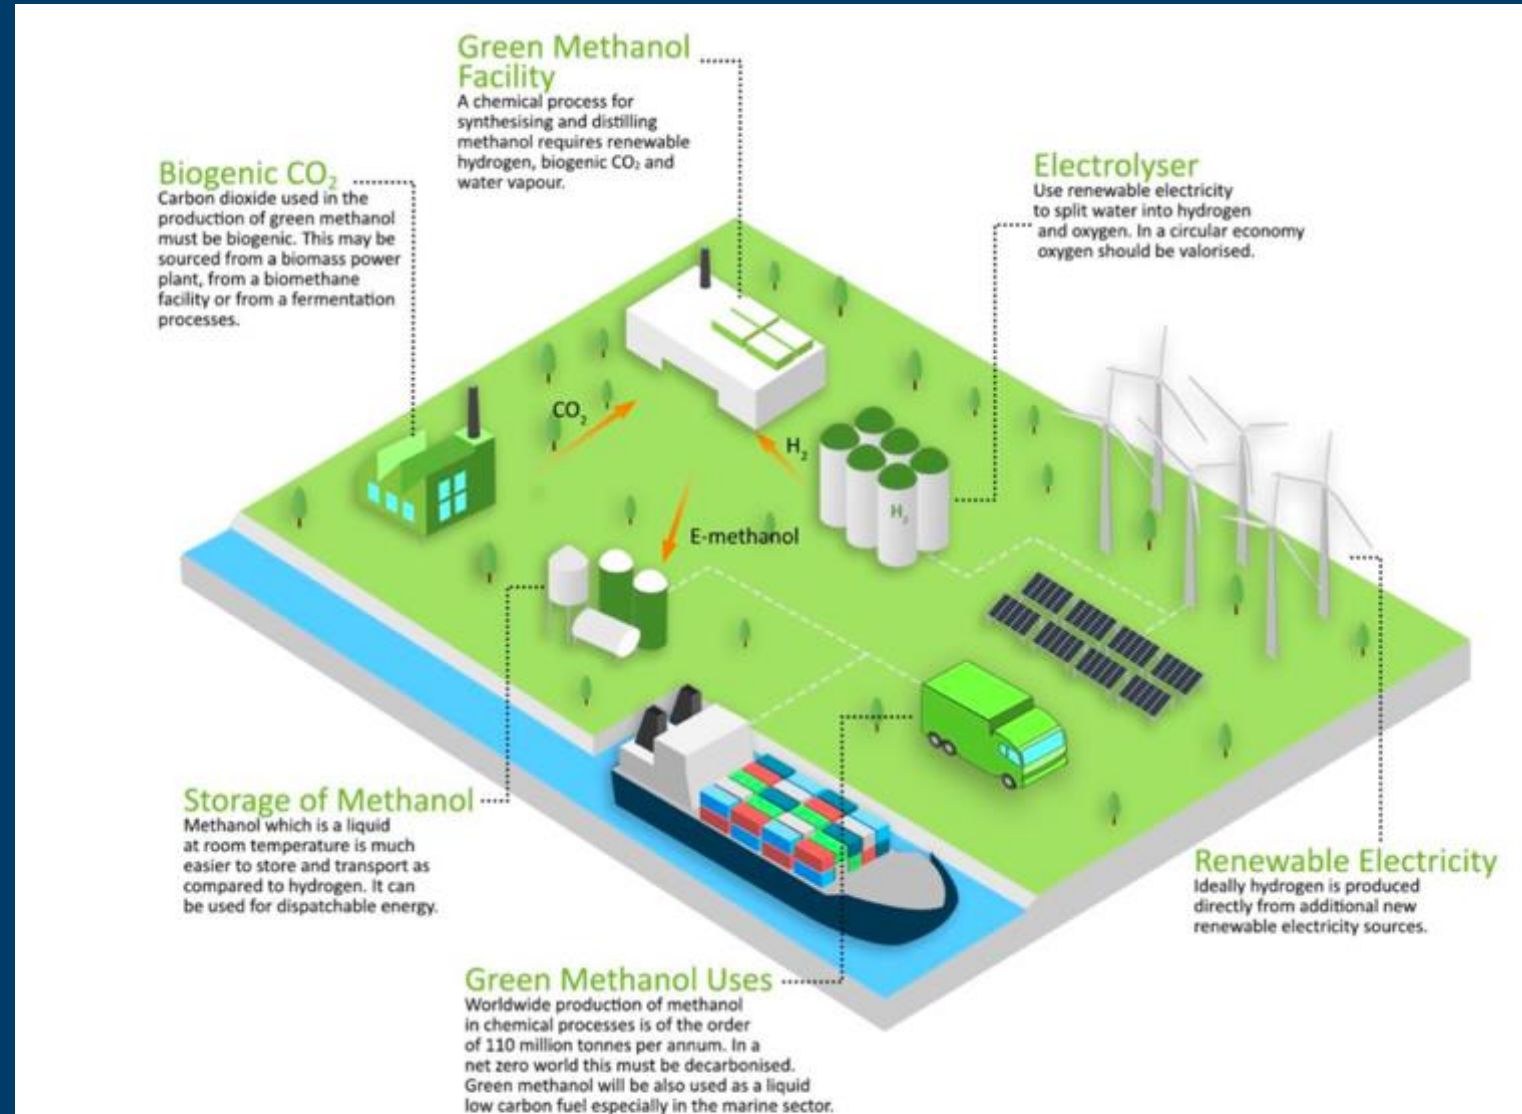 Green Methanol
Facility
A chemical process for
synthesising and distilling
methanol requires renewable
hydrogen, biogenic CO₂ and
water vapour.
Biogenic CO₂
Carbon dioxide used in the
production of green methanol
must be biogenic. This may be
sourced from a biomass power
plant, from a biomethane
facility or from a fermentation
processes.
Electrolyser
Use renewable electricity
to split water into hydrogen
and oxygen. In a circular economy
oxygen should be valorised.
CO₂
H₂
H₂
E-methanol
Storage of Methanol
Methanol which is a liquid
at room temperature is much
easier to store and transport as
compared to hydrogen. It can
be used for dispatchable energy.
Renewable Electricity
Ideally hydrogen is produced
directly from additional new
renewable electricity sources.
Green Methanol Uses
Worldwide production of methanol
in chemical processes is of the order
of 110 million tonnes per annum. In a
net zero world this must be decarbonised.
Green methanol will be also used as a liquid
low carbon fuel especially in the marine sector.